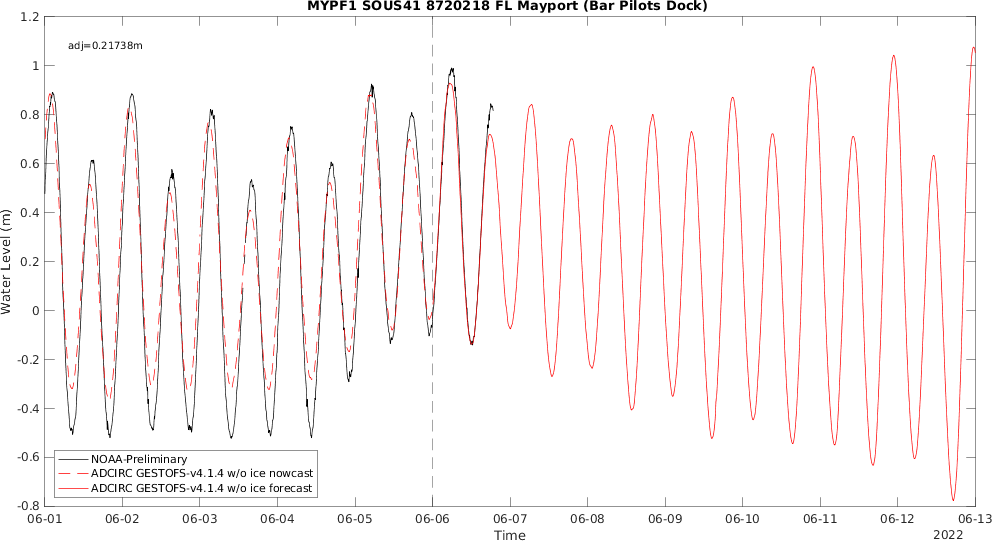 MYPF1 SOUS41 8720218 FL Mayport (Bar Pilots Dock)
adj=0.21738m
1.2
1
0.8
0.6
0.4
0.2
0
-0.2
-0.4
-0.6
-0.8
Water Level (m)
NOAA-Preliminary
ADCIRC GESTOFS-v4.1.4 w/o ice nowcast
ADCIRC GESTOFS-v4.1.4 w/o ice forecast
06-01 06-02 06-03 06-04 06-05 06-06 06-07 06-08 06-09 06-10 06-11 06-12 06-13
Time
2022